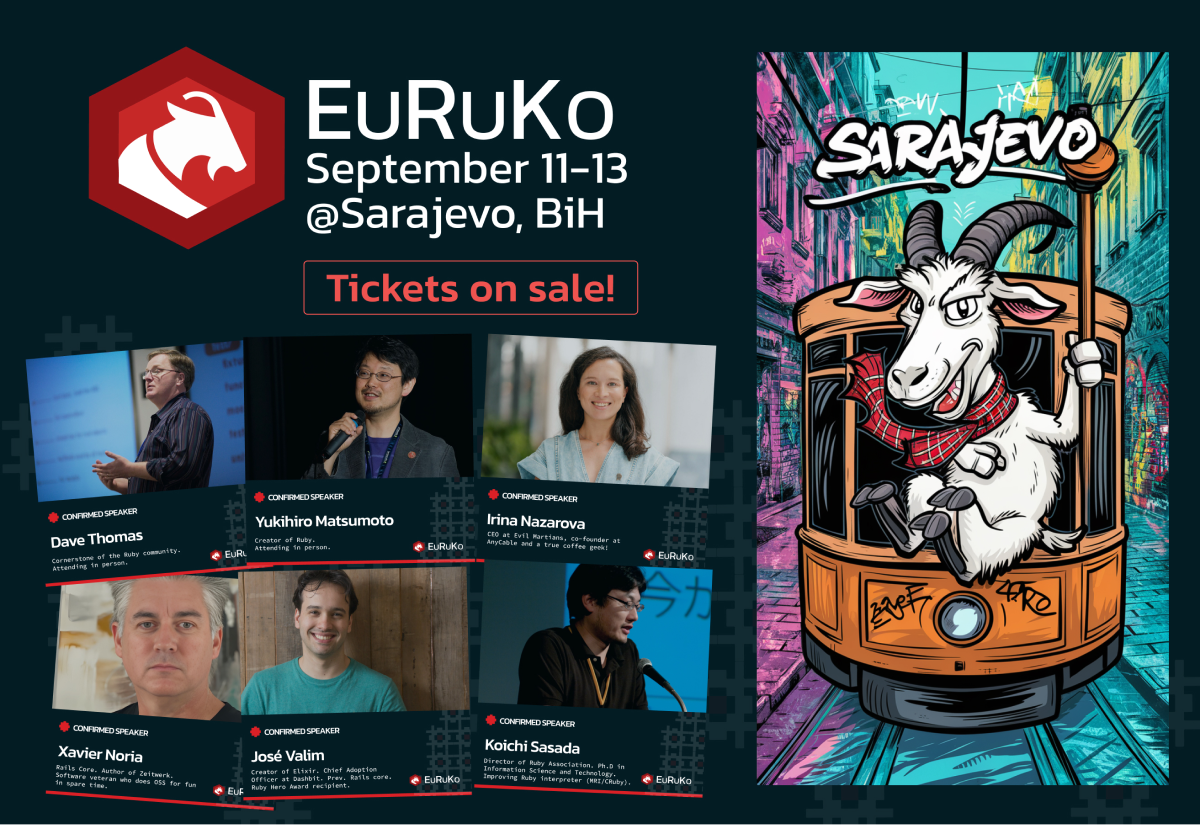 EuRuKo
September 11-13
@Sarajevo, BiH
Tickets on sale!
SARAJEVO
CONFIRMED SPEAKER
Dave Thomas
Cornerstone of the Ruby community.
Attending in person.
EuRu
CONFIRMED SPEAKER
Yukihiro Matsumoto
Creator of Ruby.
Attending in person.
EuRuKo
CONFIRMED SPEAKER
Irina Nazarova
CEO at Evil Martians, co-founder at
AnyCable and a true coffee geek!
EuRuKo
CONFIRMED SPEAKER
Xavier Noria
Rails Core. Author of Zeitwerk.
Software veteran who does OSS for fun
in spare time.
EuR
CONFIRMED SPEAKER
José Valim
Creator of Elixir. Chief Adoption
Officer at Dashbit. Prev. Rails core.
Ruby Hero Award recipient.
EuRuKo
今か
CONFIRMED SPEAKER
Koichi Sasada
Director of Ruby Association. Ph.D in
Information Science and Technology.
Improving Ruby interpreter (MRI/CRuby).
EuRuKo